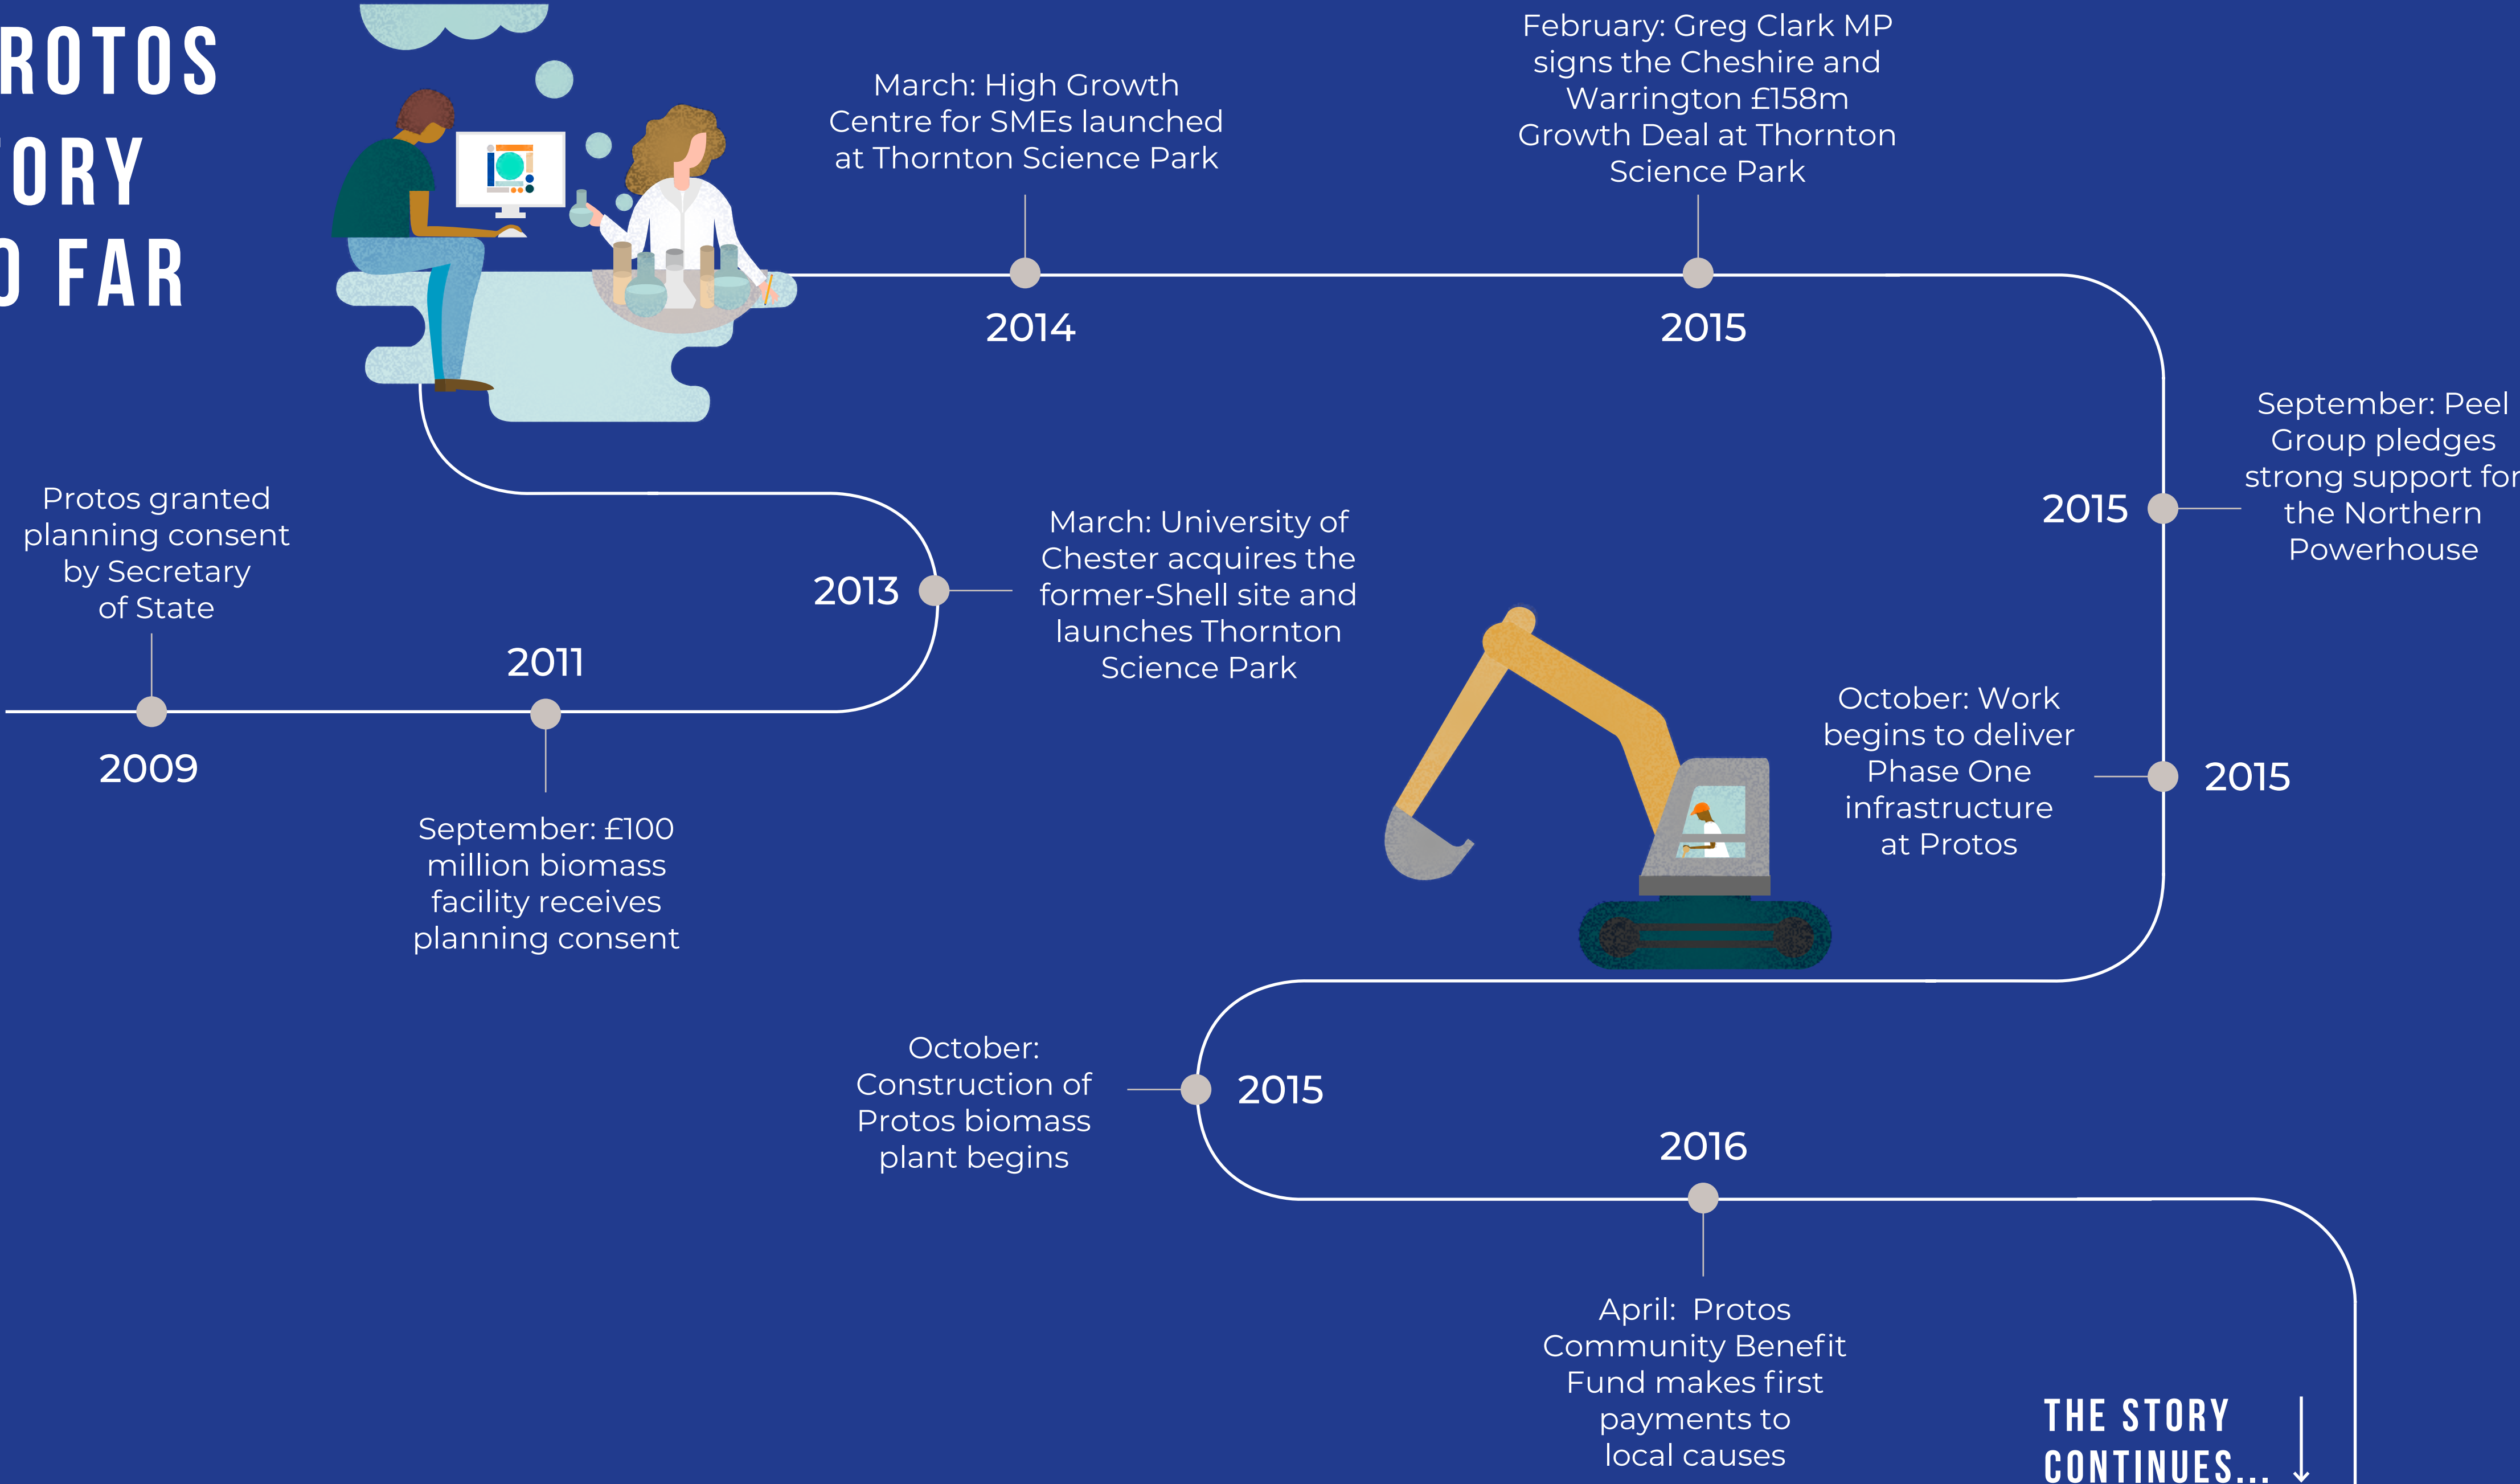 ROTOS
TORY
O FAR
Protos granted
planning consent
by Secretary
of State
2009
2011
September: £100
million biomass
facility receives
planning consent
2013
March: University of
Chester acquires the
former-Shell site and
launches Thornton
Science Park
March: High Growth
Centre for SMEs launched
at Thornton Science Park
2014
February: Greg Clark MP
signs the Cheshire and
Warrington £158m
Growth Deal at Thornton
Science Park
2015
2015
September: Peel
Group pledges
strong support for
the Northern
Powerhouse
October: Work
begins to deliver
Phase One
infrastructure
at Protos
2015
October:
Construction of
Protos biomass
plant begins
2015
2016
April:  Protos
Community Benefit
Fund makes first
payments to
local causes
THE STORY
CONTINUES...